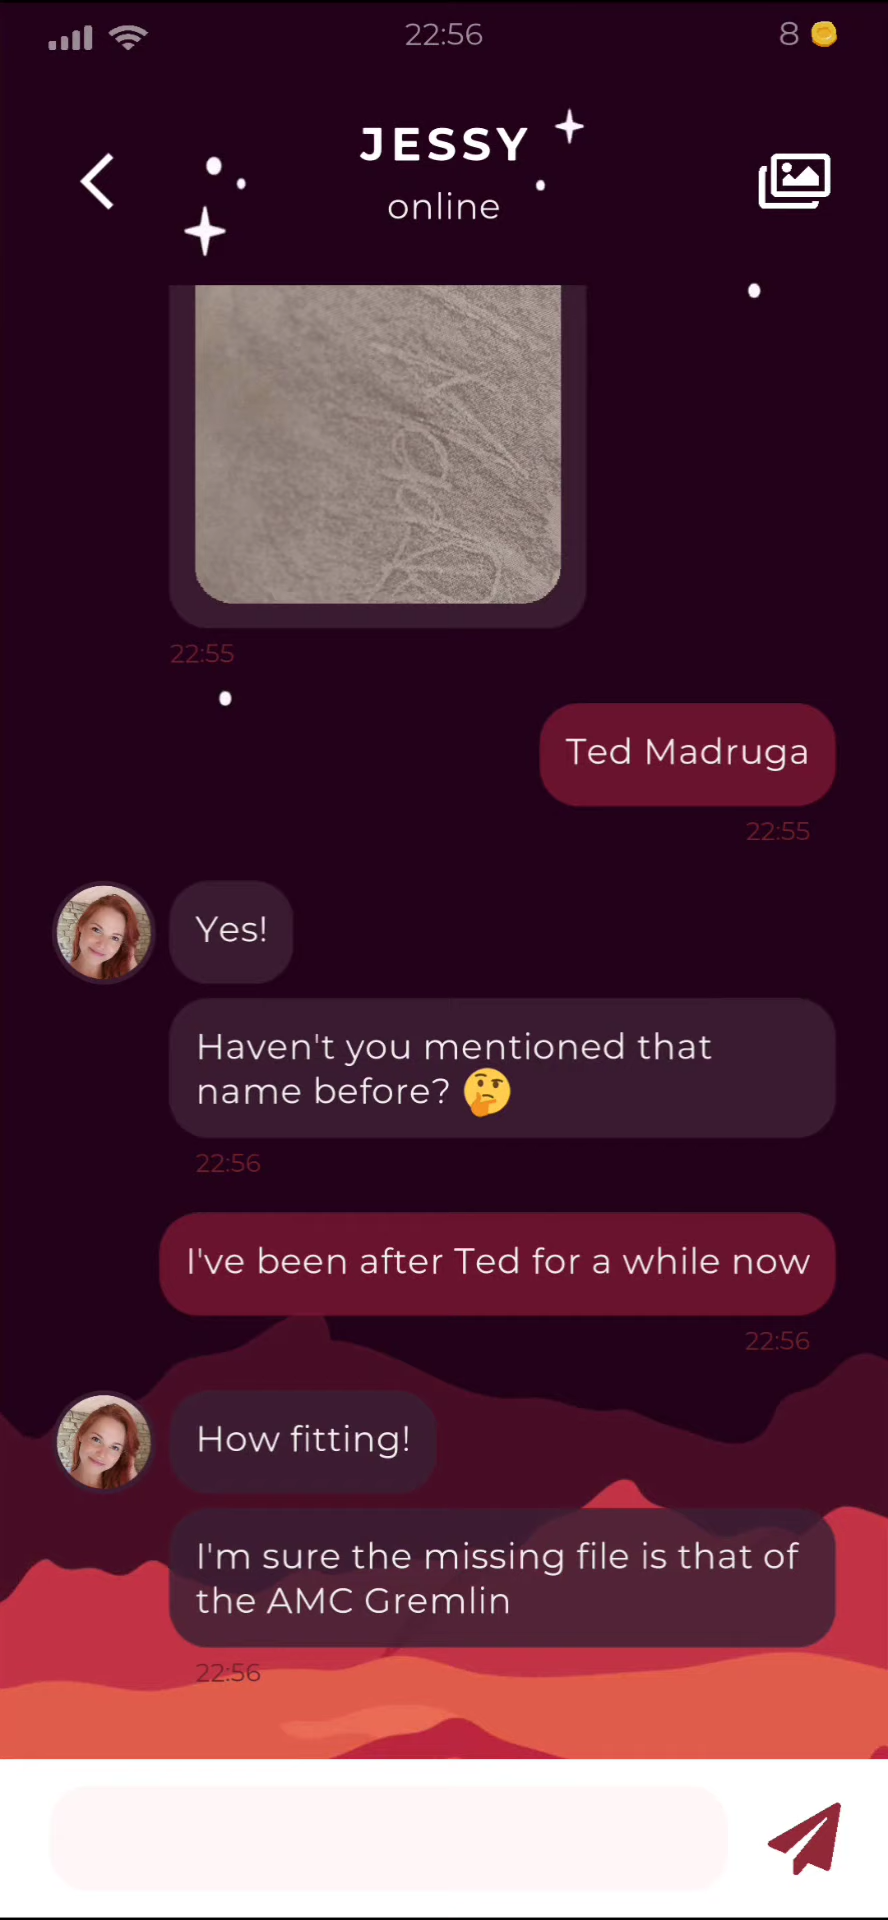 22:56
8
JESSY
online
22:55
Ted Madruga
22:55
Yes!
Haven't you mentioned that
name before? 🤔
22:56
I've been after Ted for a while now
22:56
How fitting!
I'm sure the missing file is that of
the AMC Gremlin
22:56